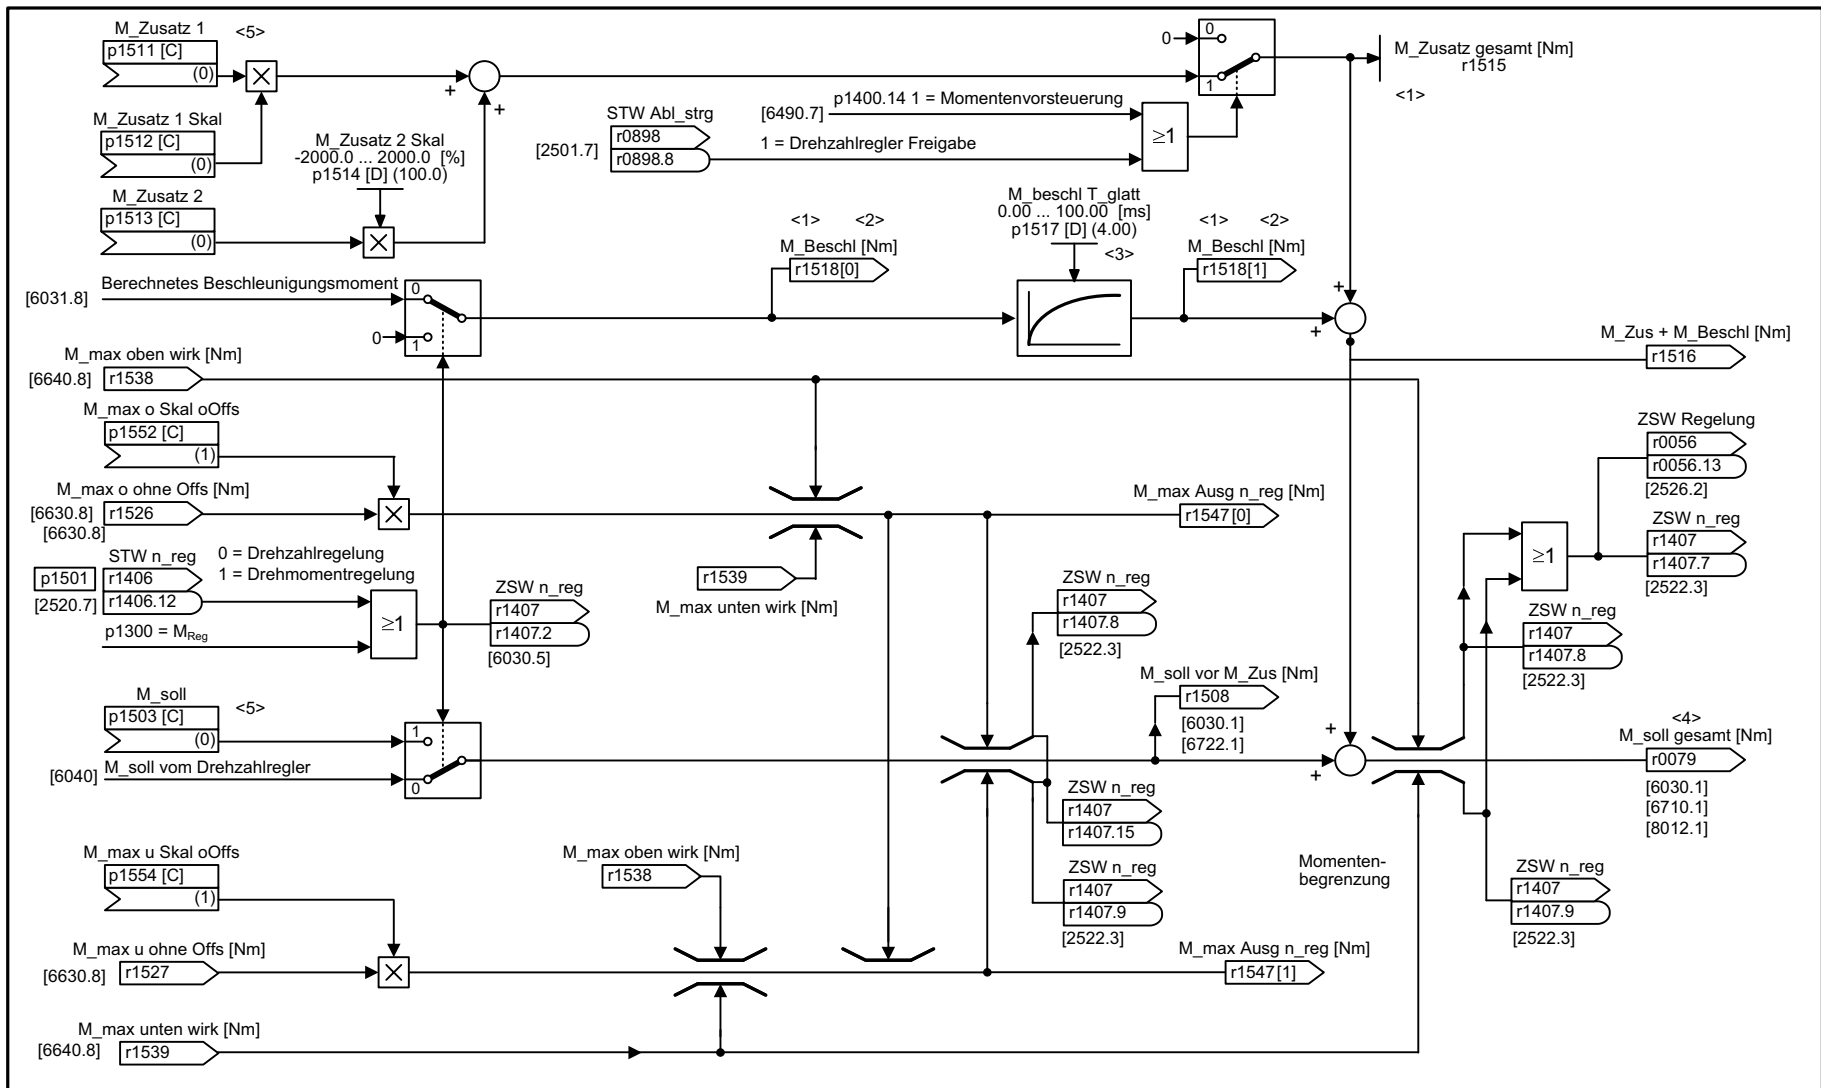 M_Zusatz 1
<5>
p1511 [C]
(0)
M_Zusatz 1 Skal
p1512 [C]
(0)
M_Zusatz 2 Skal
-2000.0 ... 2000.0 [%]
p1514 [D] (100.0)
M_Zusatz 2
p1513 [C]
(0)
0
0
1
M_Zusatz gesamt [Nm]
r1515
<1>
p1400.14 1 = Momentenvorsteuerung
[6490.7]
STW Abl_strg
r0898
r0898.8
[2501.7]
1 = Drehzahlregler Freigabe
≥1
+
+
Berechnetes Beschleunigungsmoment
[6031.8]
0
0
1
<1> <2>
M_Beschl [Nm]
r1518[0]
M_beschl T_glatt
0.00 ... 100.00 [ms]
p1517 [D] (4.00)
<3>
<1> <2>
M_Beschl [Nm]
r1518[1]
+
+
M_Zus + M_Beschl [Nm]
r1516
M_max oben wirk [Nm]
[6640.8]
r1538
M_max o Skal oOffs
p1552 [C]
(1)
M_max o ohne Offs [Nm]
[6630.8]
r1526
[6630.8]
M_max Ausg n_reg [Nm]
r1547[0]
r1539
M_max unten wirk [Nm]
STW n_reg
p1501
r1406
r1406.12
[2520.7]
0 = Drehzahlregelung
1 = Drehmomentregelung
p1300 = MReg
≥1
ZSW n_reg
r1407
r1407.2
[6030.5]
ZSW n_reg
r1407
r1407.8
[2522.3]
ZSW Regelung
r0056
r0056.13
[2526.2]
ZSW n_reg
r1407
r1407.7
[2522.3]
≥1
ZSW n_reg
r1407
r1407.8
[2522.3]
M_soll
<5>
p1503 [C]
(0)
[6040]
M_soll vom Drehzahlregler
1
0
M_soll vor M_Zus [Nm]
r1508
[6030.1]
[6722.1]
+
+
<4>
M_soll gesamt [Nm]
r0079
[6030.1]
[6710.1]
[8012.1]
ZSW n_reg
r1407
r1407.15
ZSW n_reg
r1407
r1407.9
[2522.3]
Momenten-
begrenzung
ZSW n_reg
r1407
r1407.9
[2522.3]
M_max u Skal oOffs
p1554 [C]
(1)
M_max oben wirk [Nm]
r1538
M_max u ohne Offs [Nm]
[6630.8]
r1527
M_max Ausg n_reg [Nm]
r1547[1]
M_max unten wirk [Nm]
[6640.8]
r1539